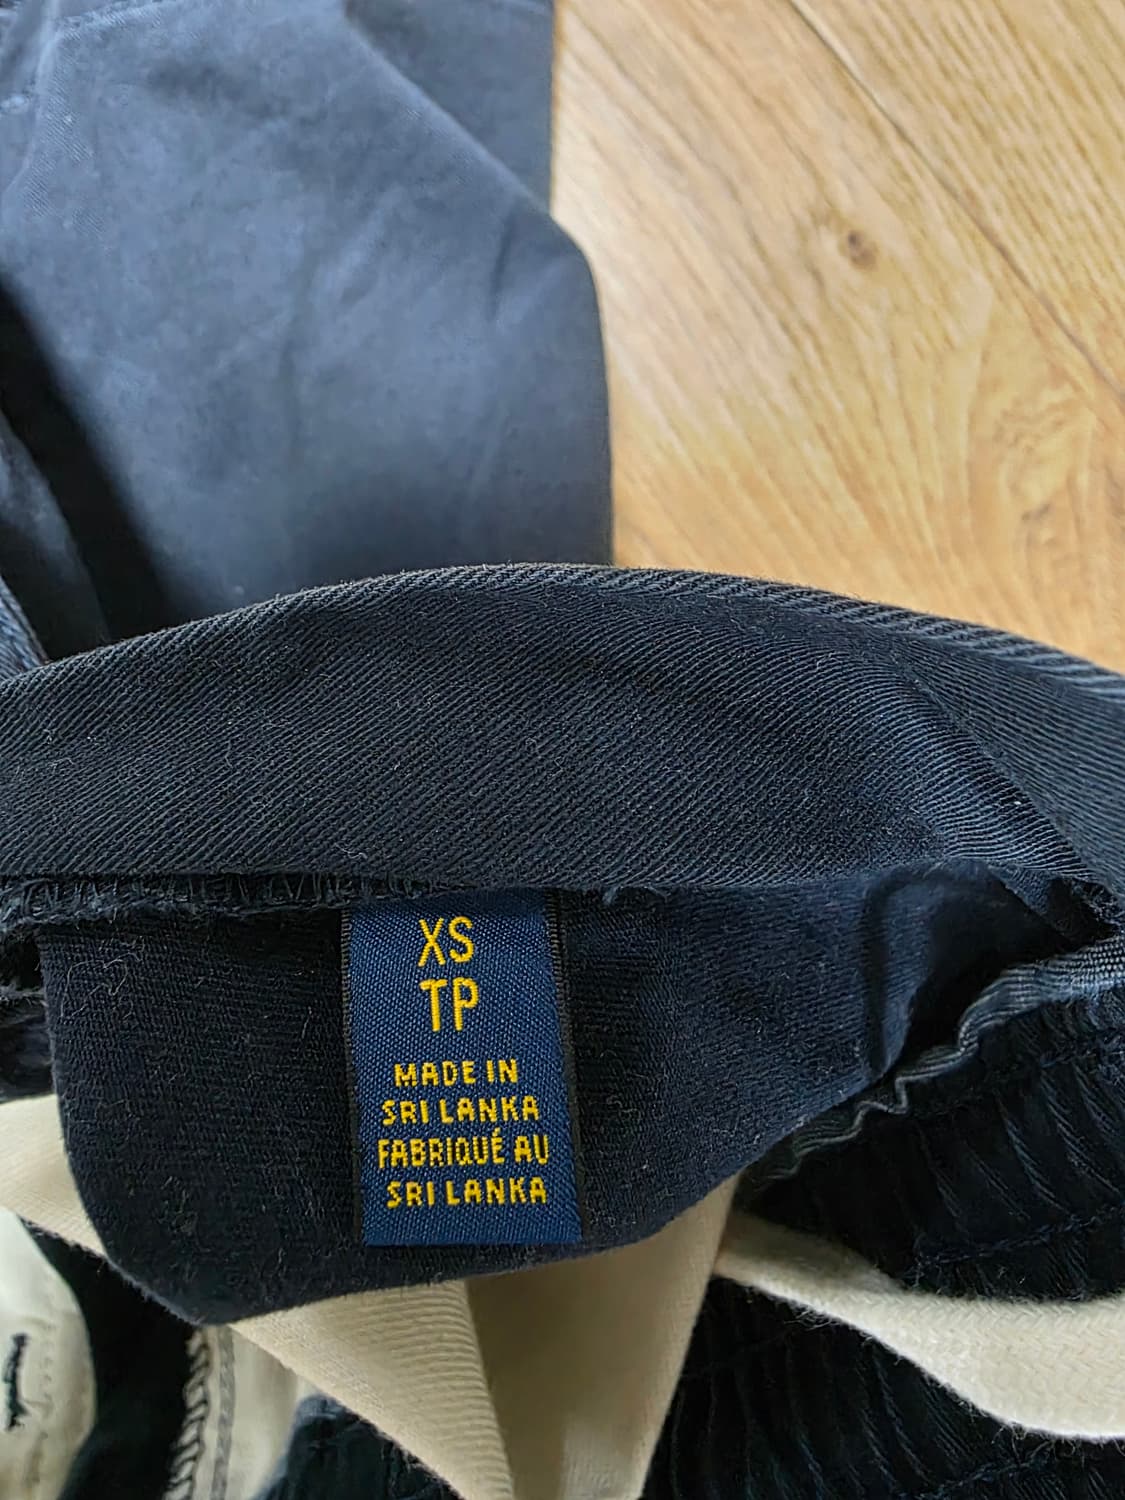 XS
TP
MADE IN
SRI LANKA
FABRIQUÉ AU
SRI LANKA